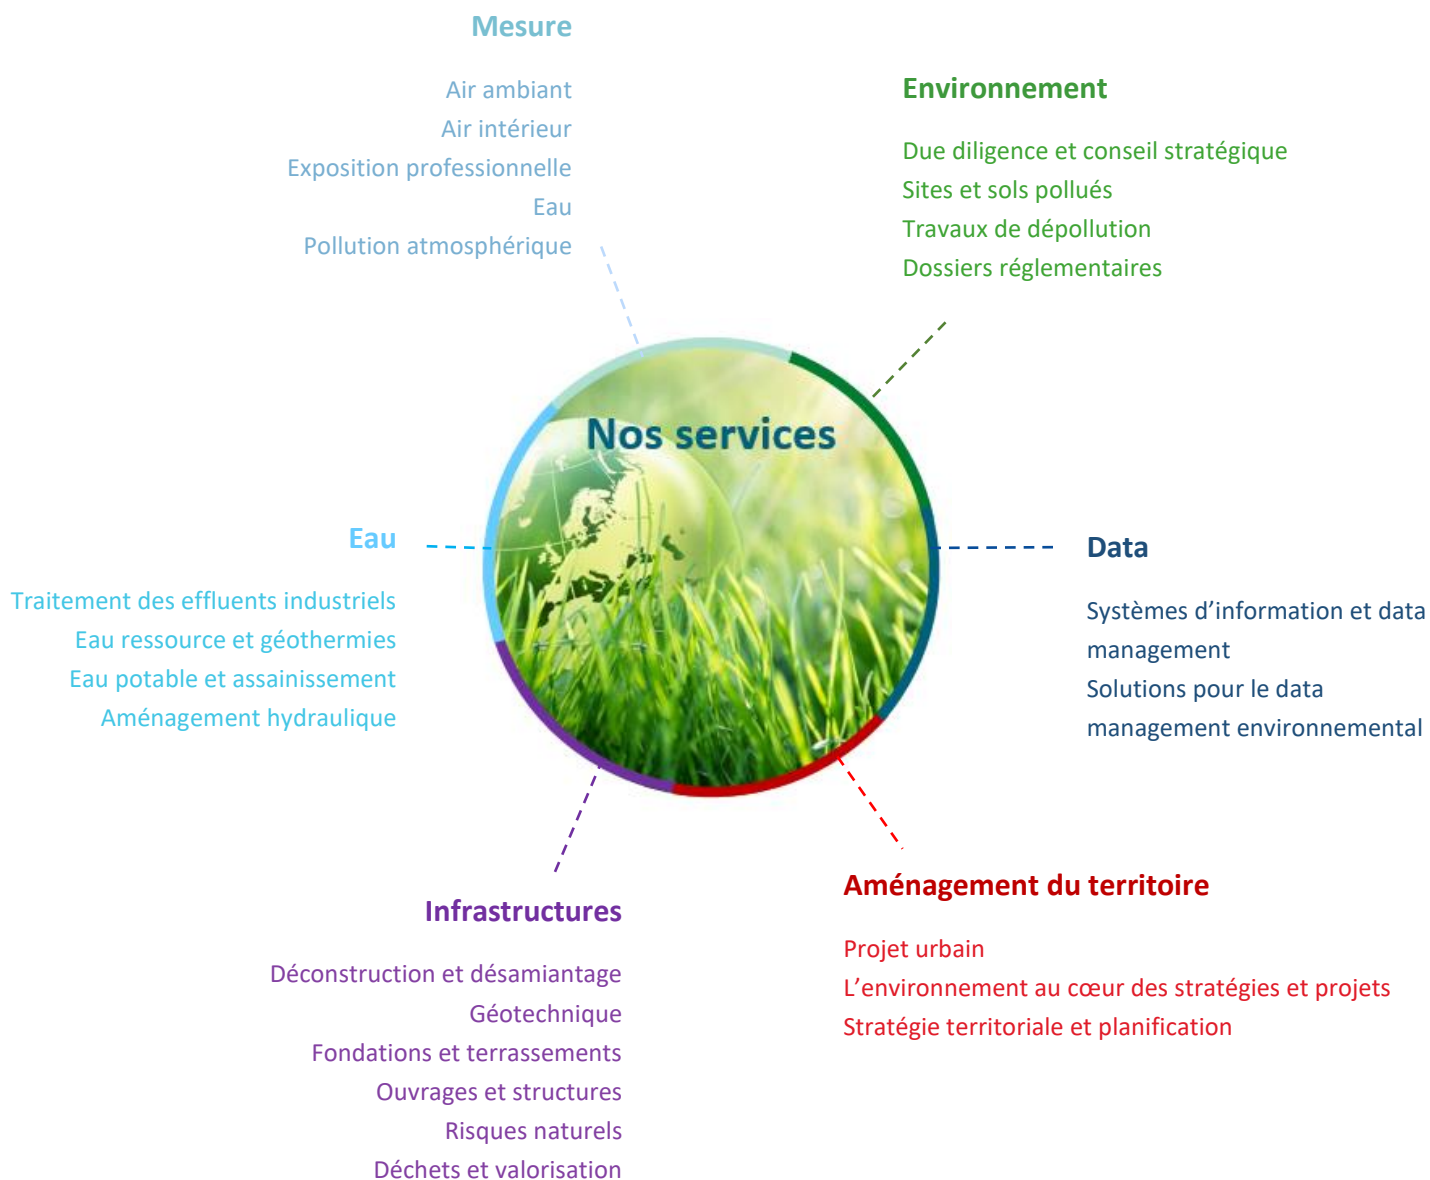 Mesure
Air ambiant
Air intérieur
Exposition professionnelle
Eau
Pollution atmosphérique
Environnement
Due diligence et conseil stratégique
Sites et sols pollués
Travaux de dépollution
Dossiers réglementaires
Nos services
Eau
Traitement des effluents industriels
Eau ressource et géothermies
Eau potable et assainissement
Aménagement hydraulique
Data
Systèmes d’information et data
management
Solutions pour le data
management environnemental
Infrastructures
Déconstruction et désamiantage
Géotechnique
Fondations et terrassements
Ouvrages et structures
Risques naturels
Déchets et valorisation
Aménagement du territoire
Projet urbain
L’environnement au cœur des stratégies et projets
Stratégie territoriale et planification